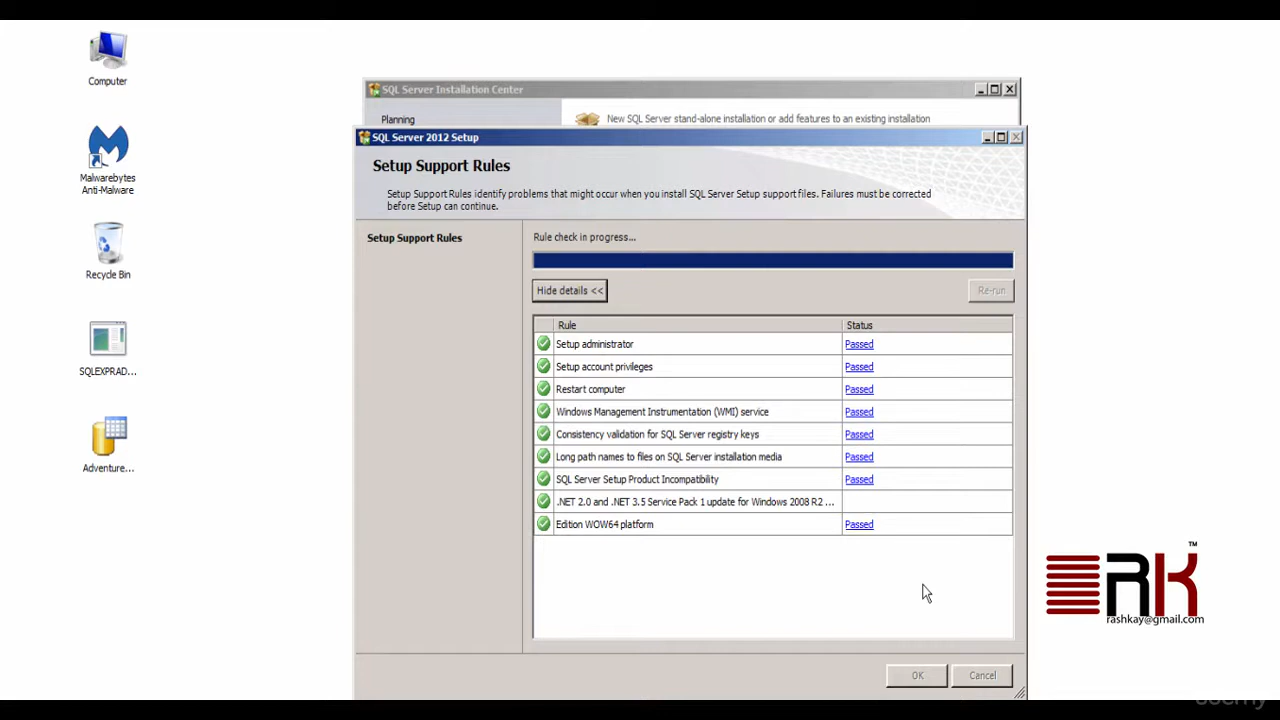 Computer
Malwarebytes
Anti-Malware
Recycle Bin
SQLEXPRAD...
Adventure...
SQL Server Installation Center
Planning
New SQL Server stand-alone installation or add features to an existing installation
SQL Server 2012 Setup
Setup Support Rules
Setup Support Rules identify problems that might occur when you install SQL Server Setup support files. Failures must be corrected
before Setup can continue.
Setup Support Rules
Rule check in progress...
Hide details <<
Re-run
Rule Status
Setup administrator Passed
Setup account privileges Passed
Restart computer Passed
Windows Management Instrumentation (WMI) service Passed
Consistency validation for SQL Server registry keys Passed
Long path names to files on SQL Server installation media Passed
SQL Server Setup Product Incompatibility Passed
.NET 2.0 and .NET 3.5 Service Pack 1 update for Windows 2008 R2 ...
Edition WOW64 platform Passed
OK Cancel
RK™
rashkay@gmail.com